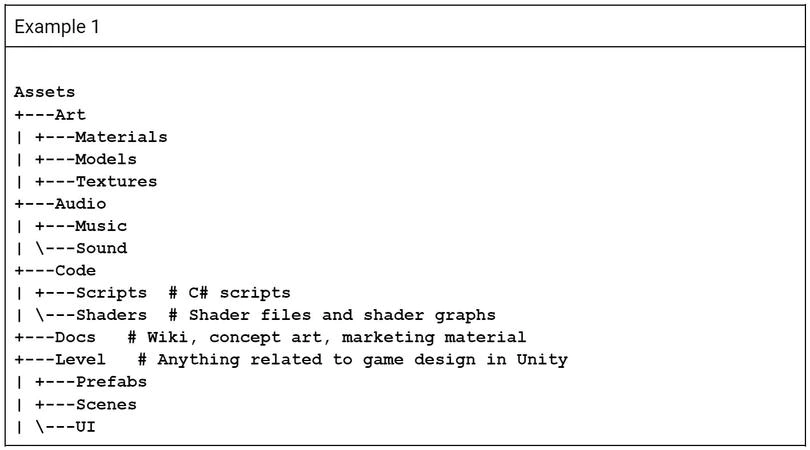 Example 1
Assets
+---Art
| +---Materials
| +---Models
| +---Textures
+---Audio
| +---Music
| \---Sound
+---Code
| +---Scripts  # C# scripts
| \---Shaders  # Shader files and shader graphs
+---Docs   # Wiki, concept art, marketing material
+---Level   # Anything related to game design in Unity
| +---Prefabs
| +---Scenes
| \---UI